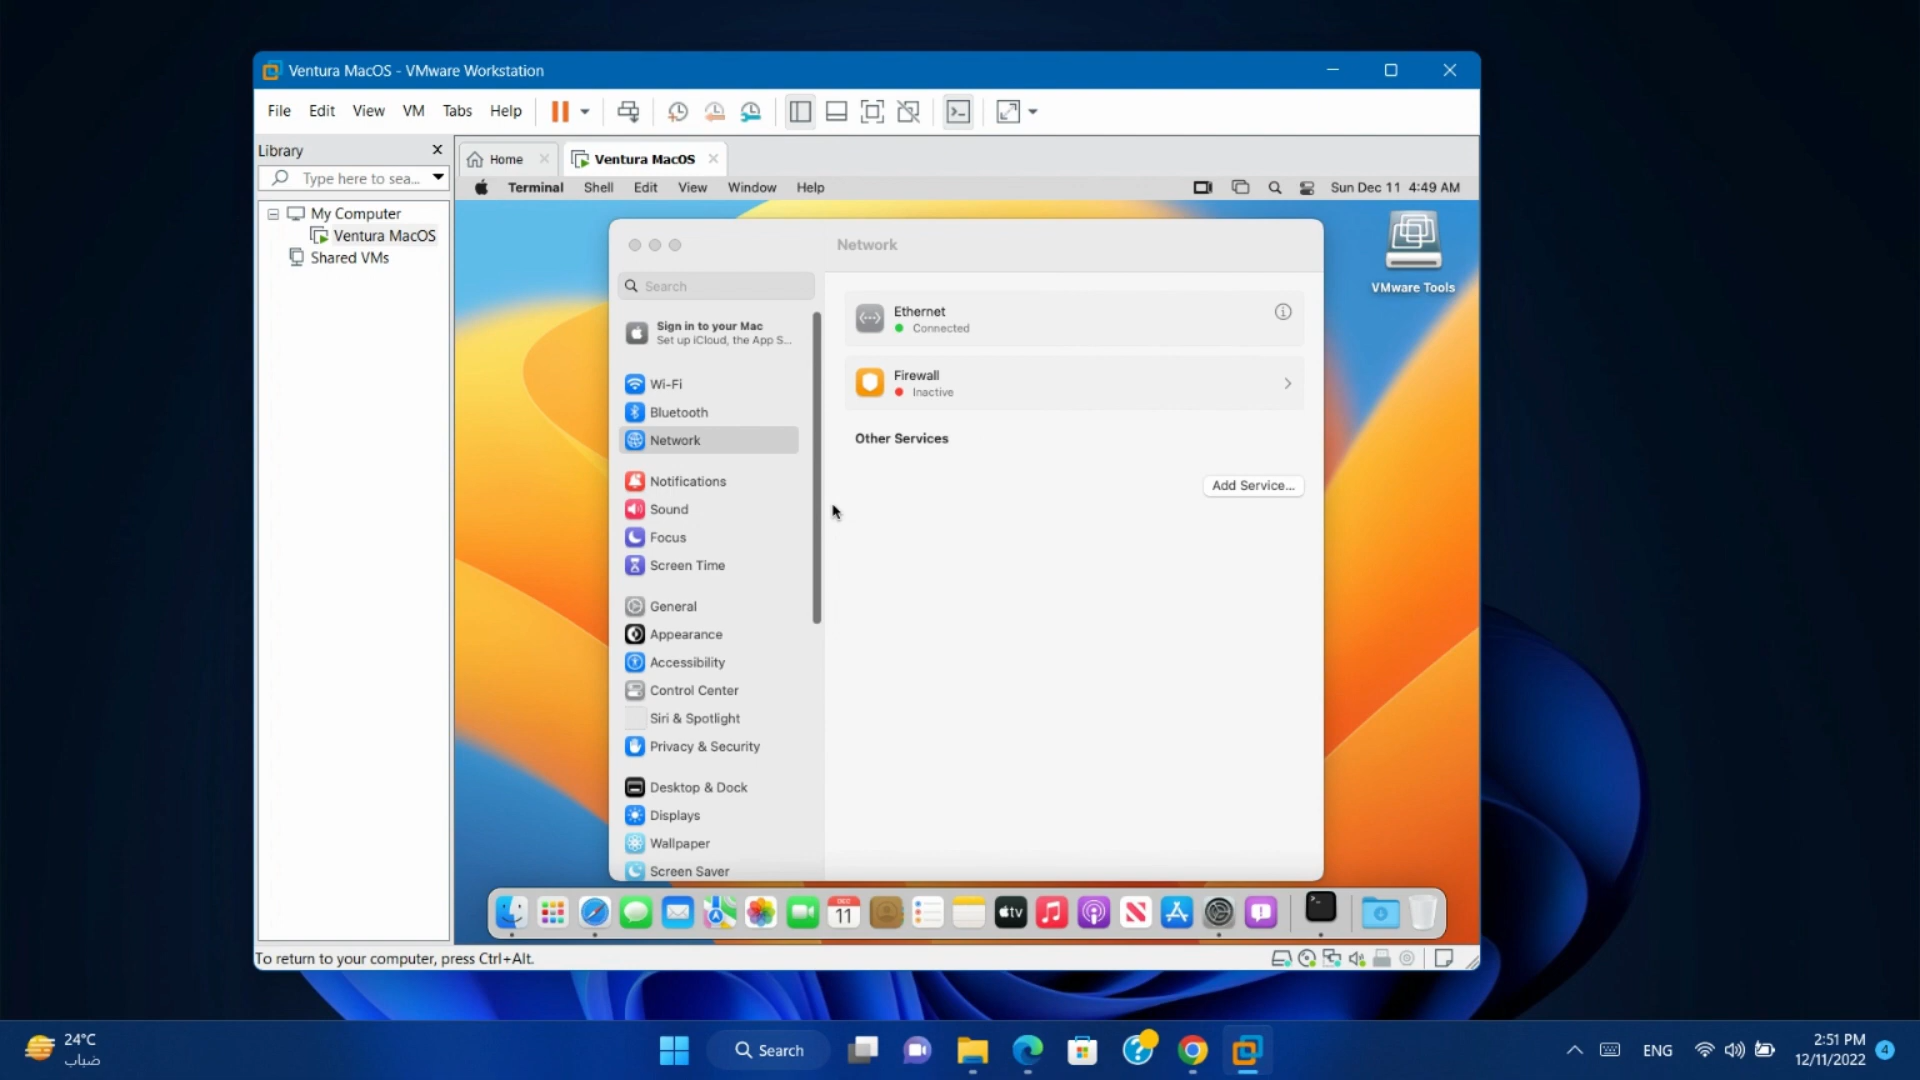 Ventura MacOS - VMware Workstation
File Edit View VM Tabs Help
Library
Type here to sea...
My Computer
Ventura MacOS
Shared VMs
Home
Ventura MacOS
Terminal Shell Edit View Window Help
Sun Dec 11 4:49 AM
VMware Tools
Network
Search
Sign in to your Mac
Set up iCloud, the App S...
Wi-Fi
Bluetooth
Network
Notifications
Sound
Focus
Screen Time
General
Appearance
Accessibility
Control Center
Siri & Spotlight
Privacy & Security
Desktop & Dock
Displays
Wallpaper
Screen Saver
Ethernet
Connected
Firewall
Inactive
Other Services
Add Service...
DEC
11
tv
To return to your computer, press Ctrl+Alt.
24°C
ضباب
Search
ENG
2:51 PM
12/11/2022
4